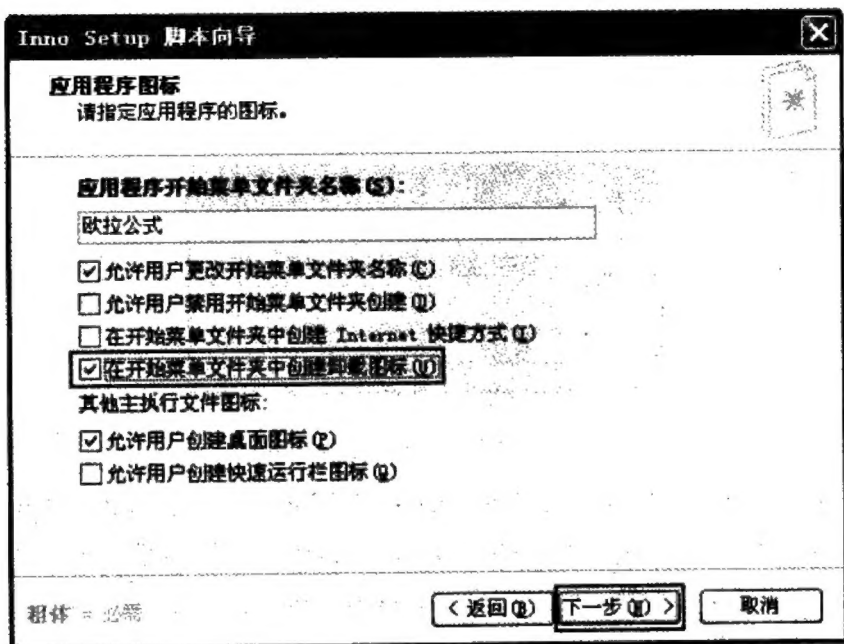 Inno Setup 脚本向导
应用程序图标
请指定应用程序的图标。
应用程序开始菜单文件夹名称(S):
欧拉公式
允许用户更改开始菜单文件夹名称(C)
允许用户禁用开始菜单文件夹创建(D)
在开始菜单文件夹中创建 Internet 快捷方式(I)
在开始菜单文件夹中创建卸载图标(U)
其他主执行文件图标:
允许用户创建桌面图标(P)
允许用户创建快速运行栏图标(Q)
粗体 = 必需
< 返回(B) 下一步(N) > 取消